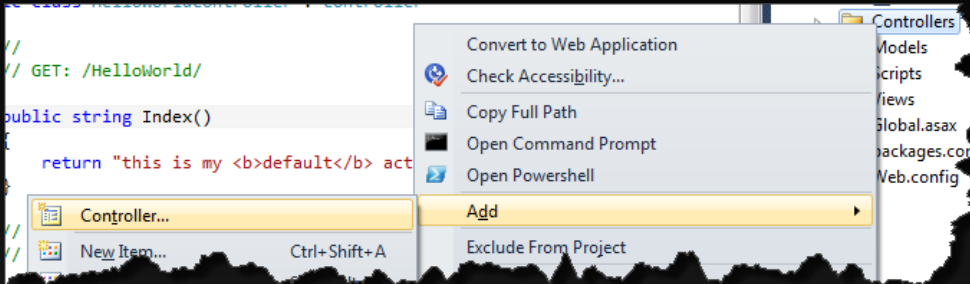 Controllers
Convert to Web Application
Models
//
Check Accessibility...
Scripts
// GET: /HelloWorld/
Views
public string Index()
Copy Full Path
Global.asax
{
Open Command Prompt
return "this is my <b>default</b> act
Open Powershell
Web.config
}
Controller...
Add
//
New Item...
Ctrl+Shift+A
Exclude From Project
//